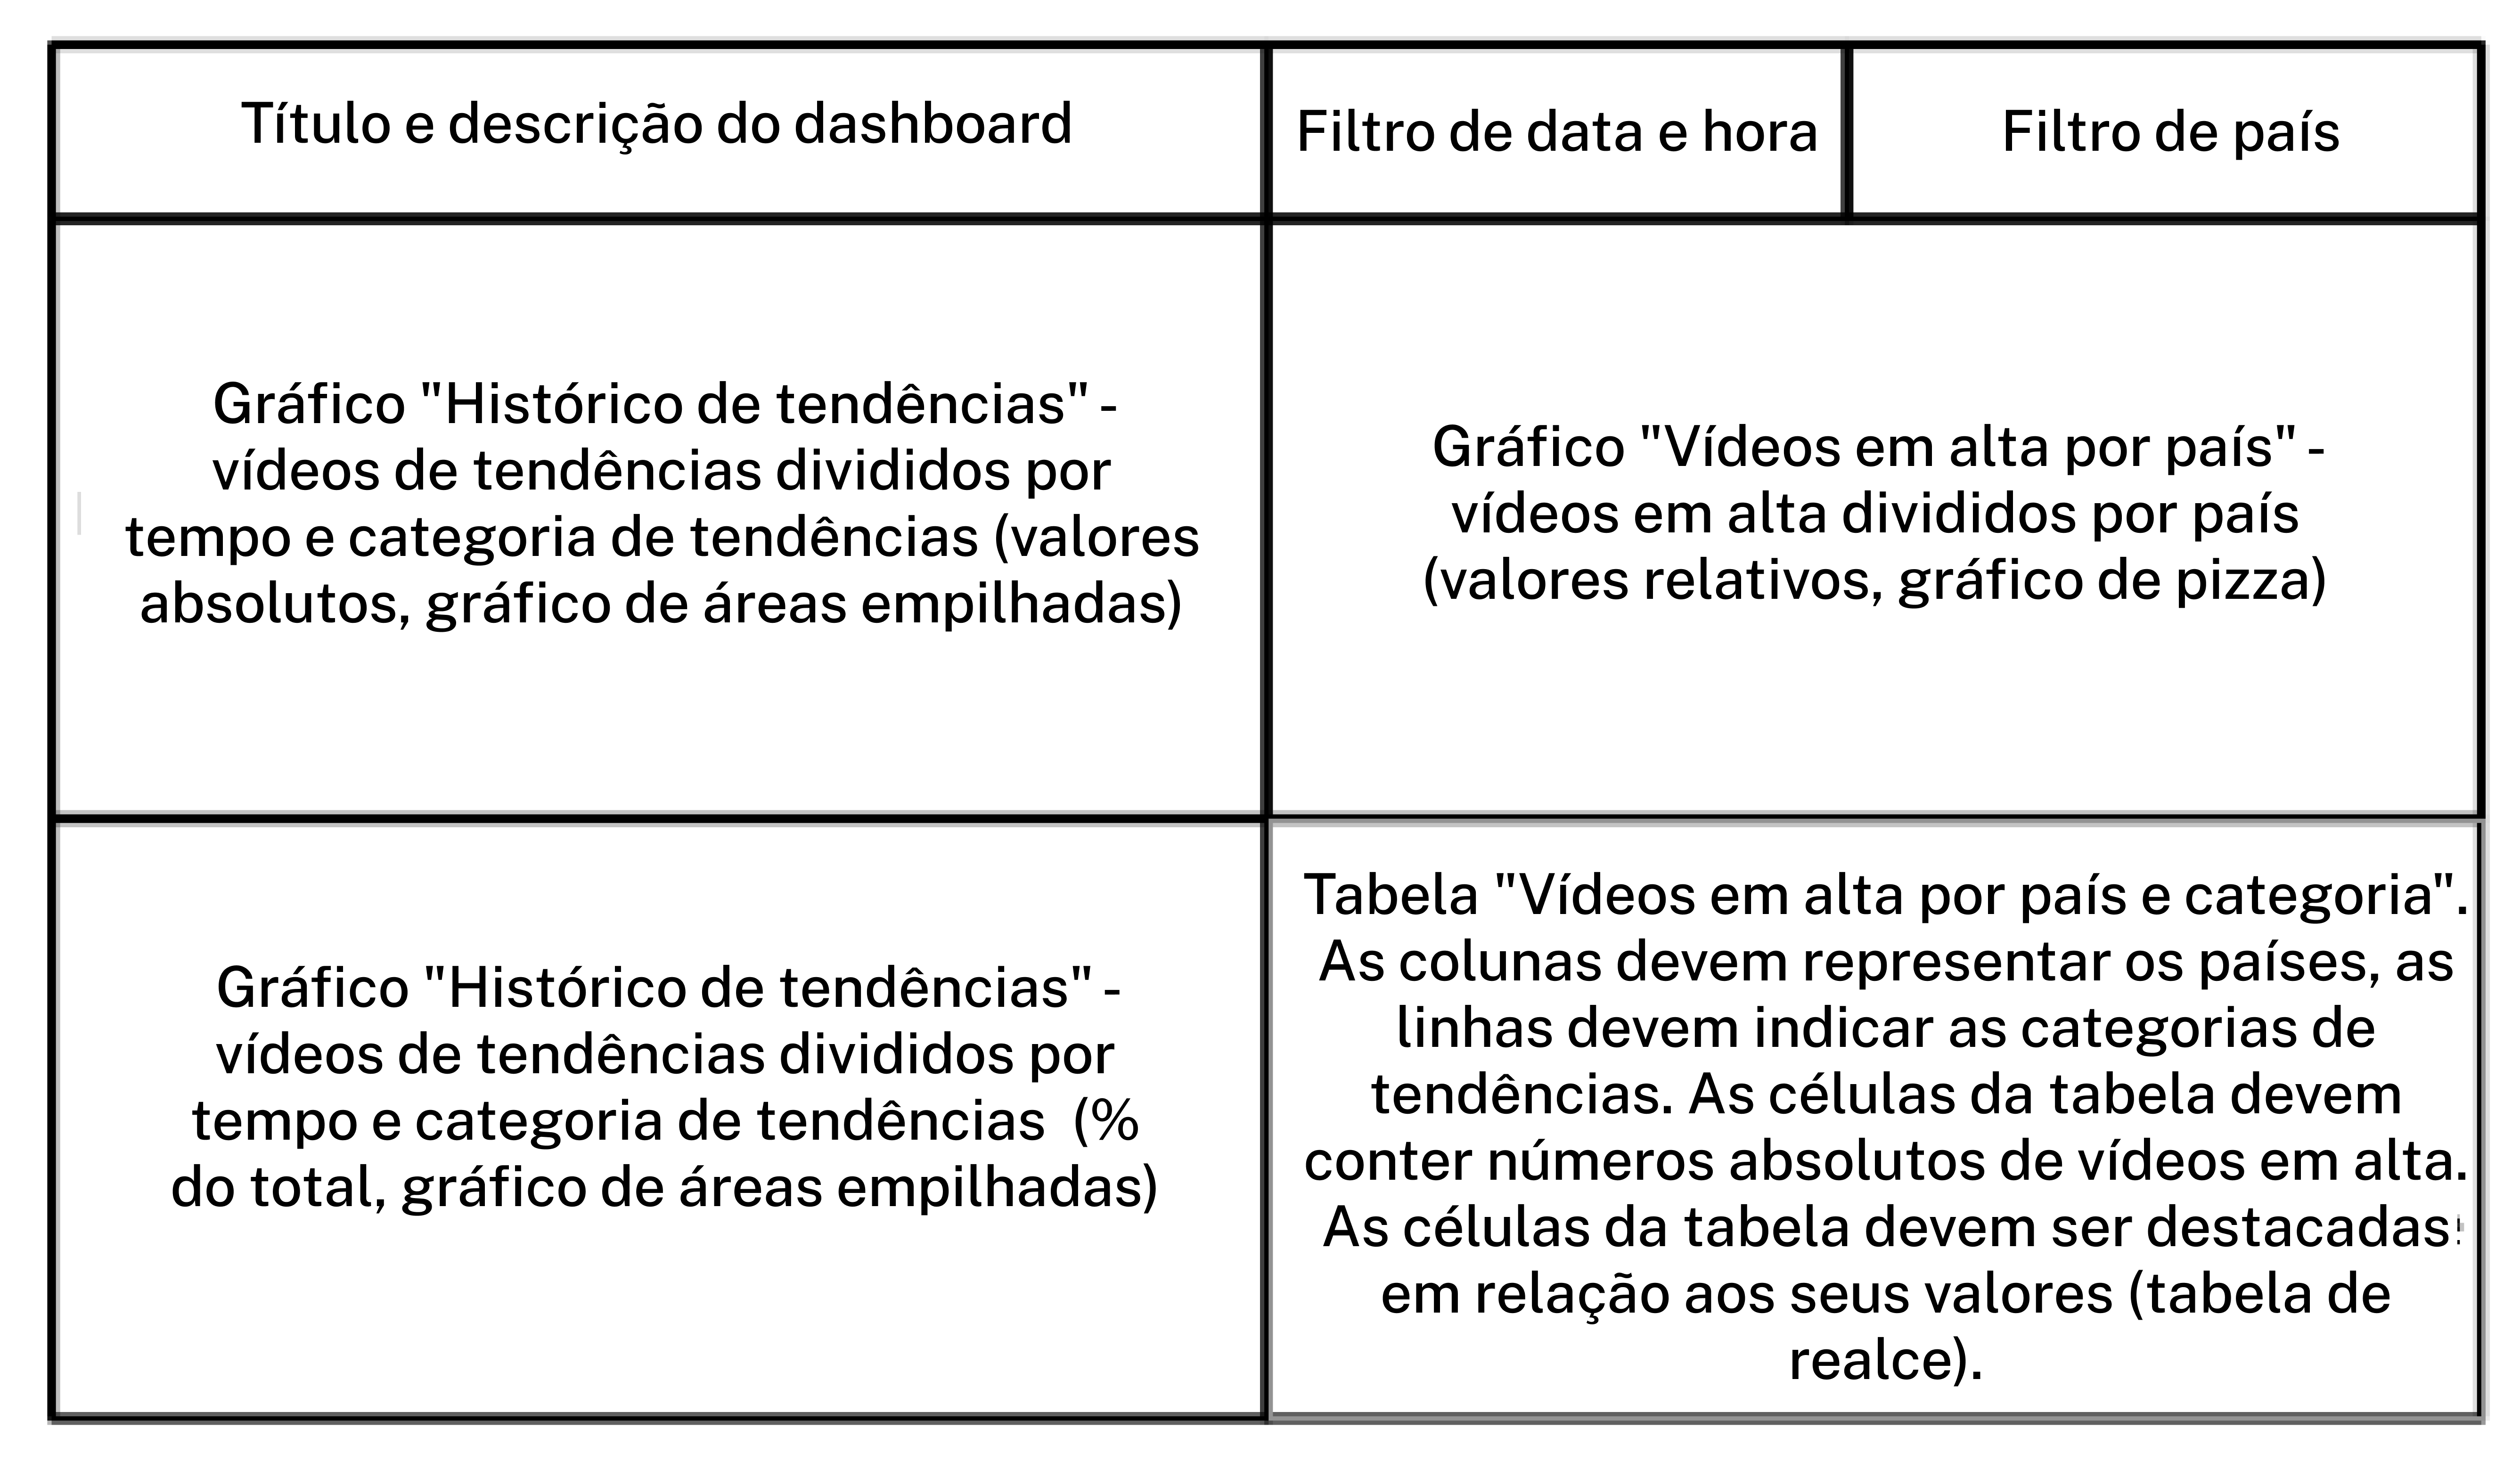 Título e descrição do dashboard
Filtro de data e hora
Filtro de país
Gráfico "Histórico de tendências" -
vídeos de tendências divididos por
tempo e categoria de tendências (valores
absolutos, gráfico de áreas empilhadas)
Gráfico "Vídeos em alta por país" -
vídeos em alta divididos por país
(valores relativos, gráfico de pizza)
Gráfico "Histórico de tendências" -
vídeos de tendências divididos por
tempo e categoria de tendências  (%
do total, gráfico de áreas empilhadas)
Tabela "Vídeos em alta por país e categoria".
As colunas devem representar os países, as
linhas devem indicar as categorias de
tendências. As células da tabela devem
conter números absolutos de vídeos em alta.
As células da tabela devem ser destacadas
em relação aos seus valores (tabela de
realce).